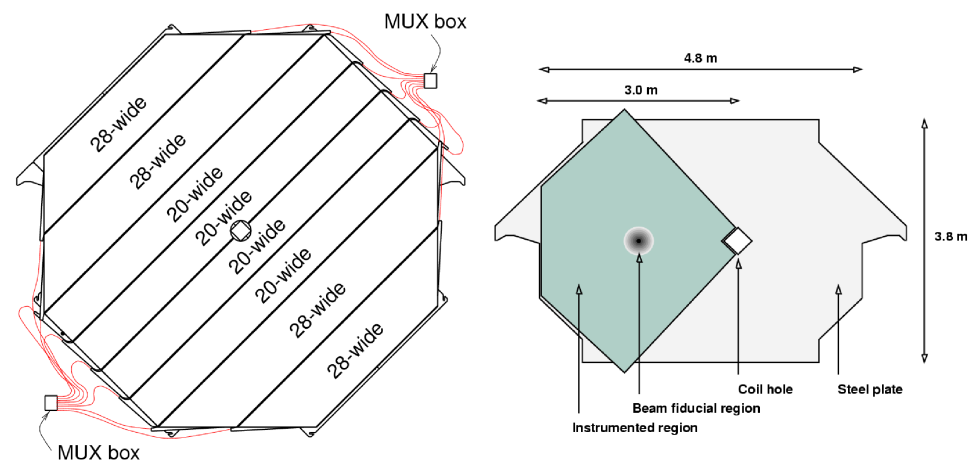 MUX box
28-wide
28-wide
20-wide
20-wide
20-wide
20-wide
28-wide
28-wide
MUX box
4.8 m
3.0 m
3.8 m
Coil hole
Steel plate
Beam fiducial region
Instrumented region